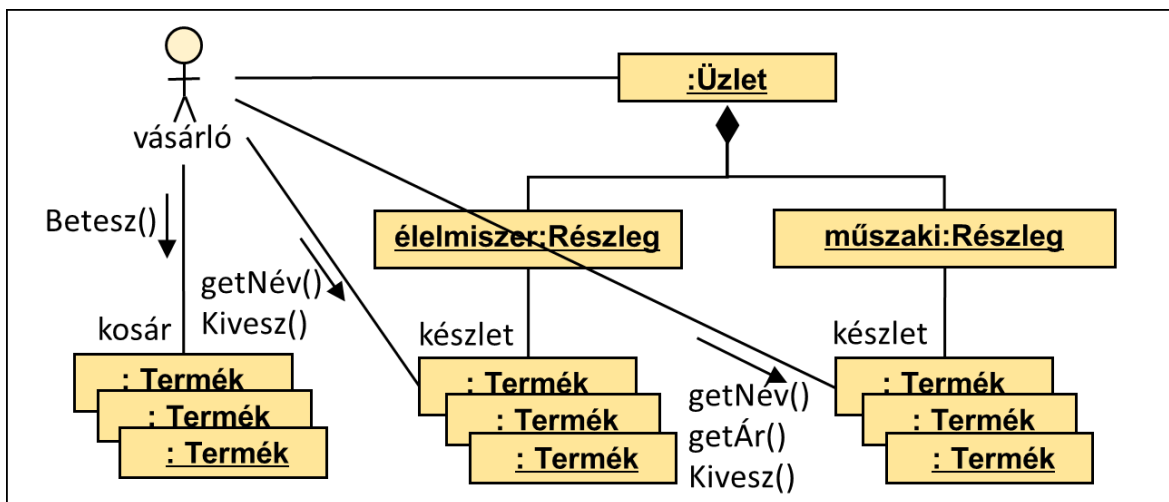 :Üzlet
vásárló
Betesz()
élelmiszer:Részleg
műszaki:Részleg
getNév()
Kivesz()
kosár
készlet
készlet
: Termék
: Termék
: Termék
: Termék
: Termék
: Termék
getNév()
getÁr()
Kivesz()
: Termék
: Termék
: Termék